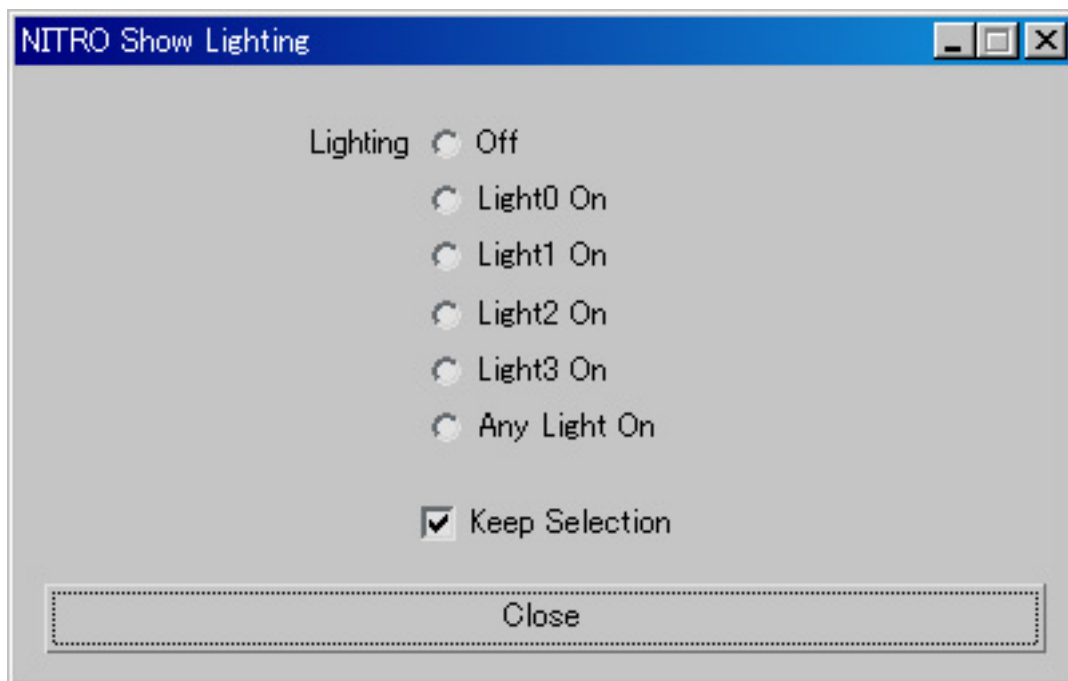 NITRO Show Lighting
Lighting Off
Light0 On
Light1 On
Light2 On
Light3 On
Any Light On
Keep Selection
Close